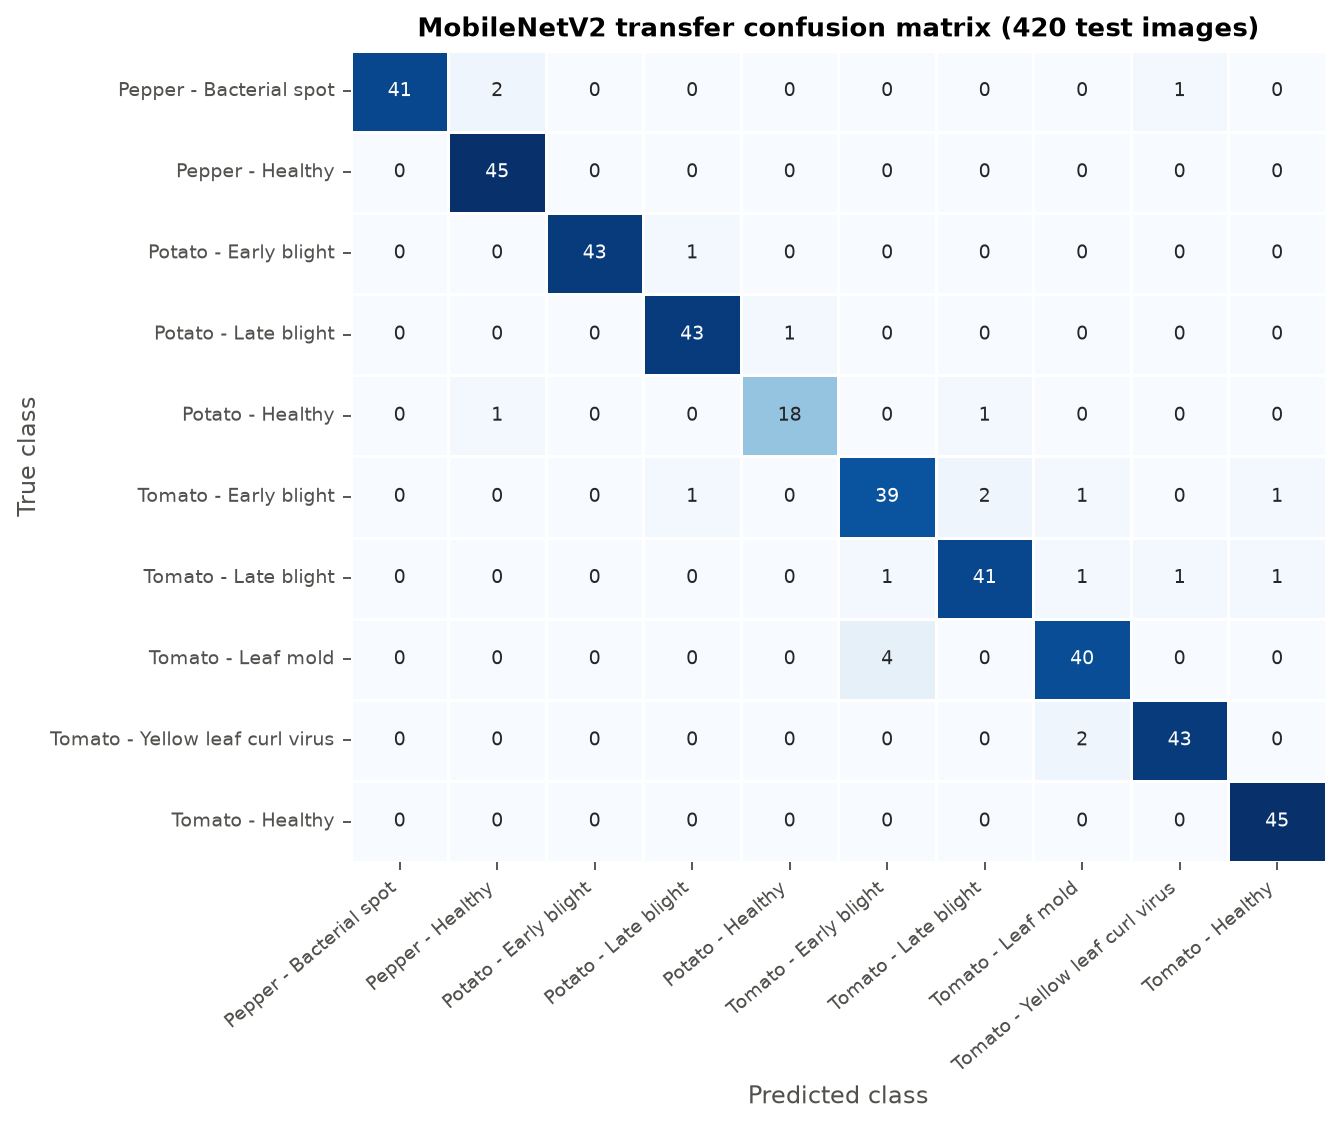 MobileNetV2 transfer confusion matrix (420 test images)
True class
Pepper - Bacterial spot 41 2 0 0 0 0 0 0 1 0
Pepper - Healthy 0 45 0 0 0 0 0 0 0 0
Potato - Early blight 0 0 43 1 0 0 0 0 0 0
Potato - Late blight 0 0 0 43 1 0 0 0 0 0
Potato - Healthy 0 1 0 0 18 0 1 0 0 0
Tomato - Early blight 0 0 0 1 0 39 2 1 0 1
Tomato - Late blight 0 0 0 0 0 1 41 1 1 1
Tomato - Leaf mold 0 0 0 0 0 4 0 40 0 0
Tomato - Yellow leaf curl virus 0 0 0 0 0 0 0 2 43 0
Tomato - Healthy 0 0 0 0 0 0 0 0 0 45
Pepper - Bacterial spot
Pepper - Healthy
Potato - Early blight
Potato - Late blight
Potato - Healthy
Tomato - Early blight
Tomato - Late blight
Tomato - Leaf mold
Tomato - Yellow leaf curl virus
Tomato - Healthy
Predicted class